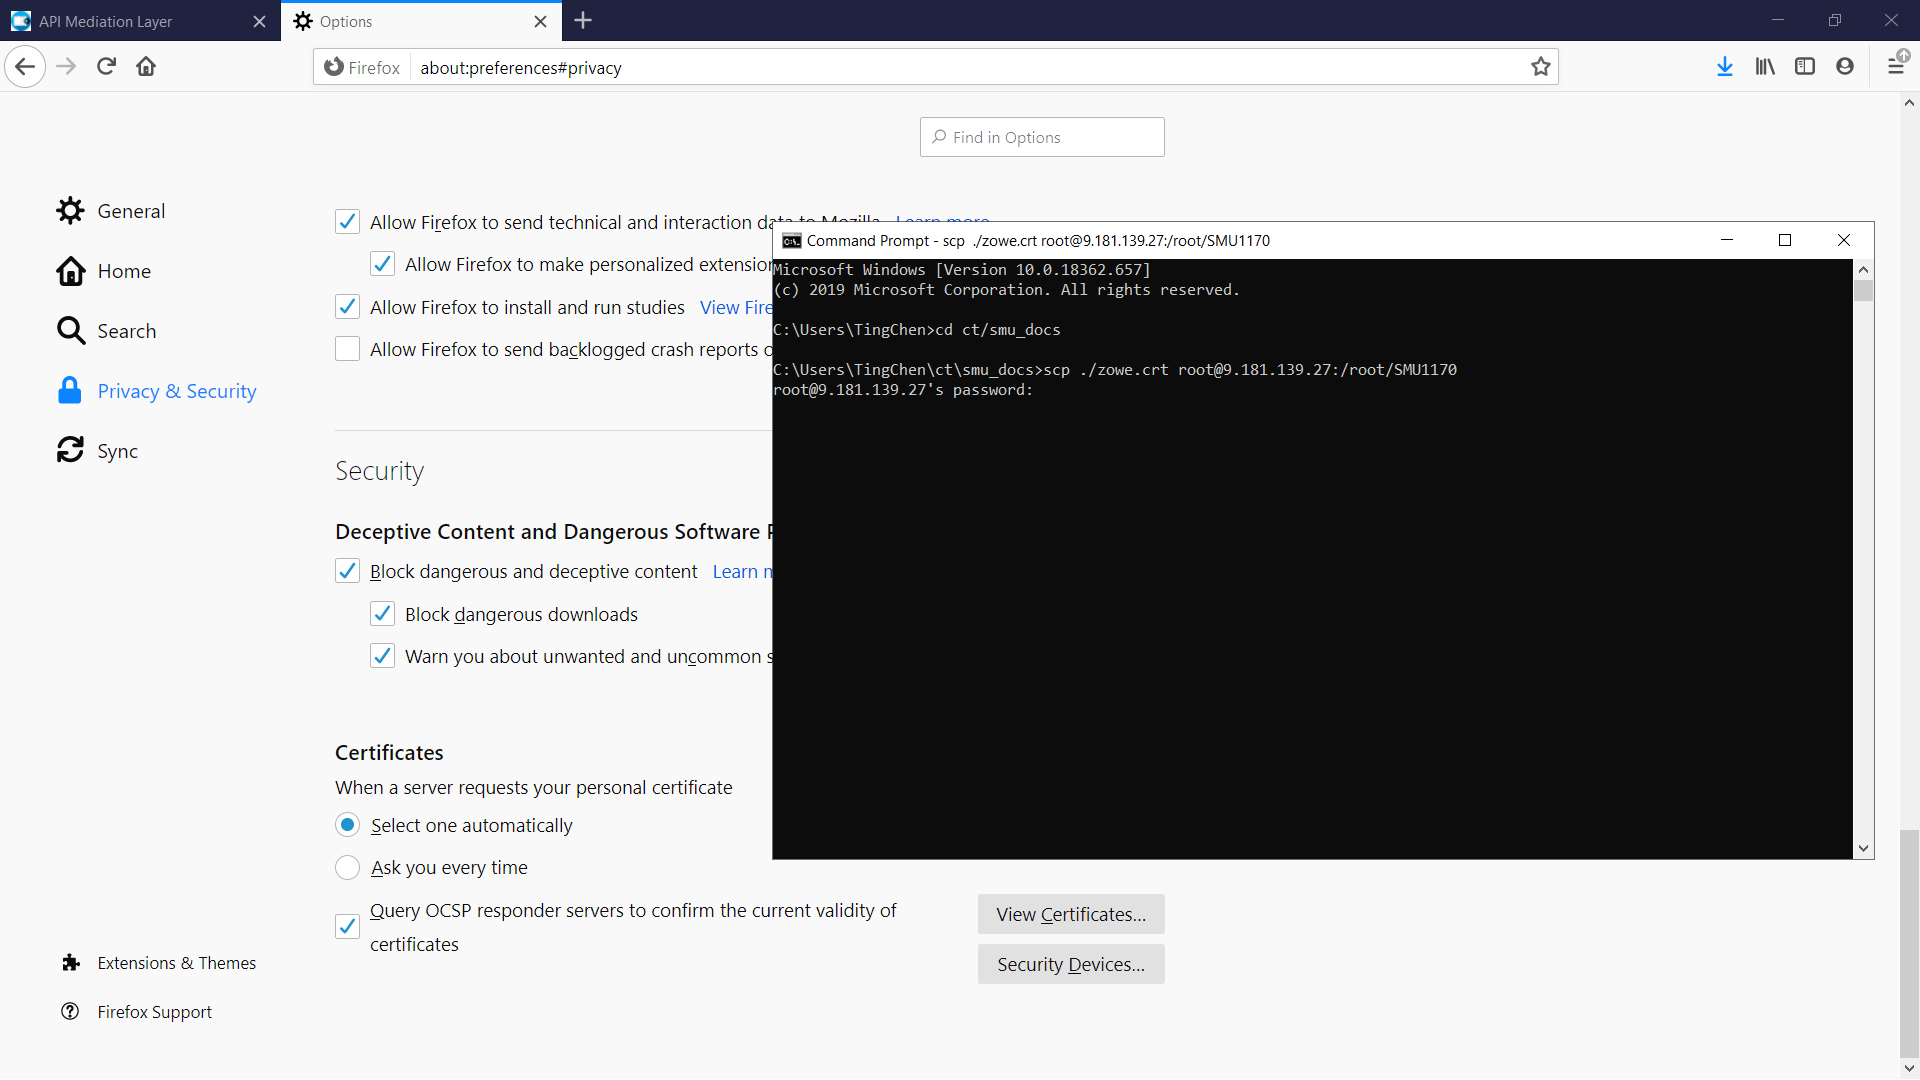 API Mediation Layer
Options
Firefox
about:preferences#privacy
Find in Options
General
Home
Search
Privacy & Security
Sync
Extensions & Themes
Firefox Support
Allow Firefox to send technical and interaction data to Mozilla Learn more
Allow Firefox to make personalized extension
Allow Firefox to install and run studies View Fire
Allow Firefox to send backlogged crash reports o
Security
Deceptive Content and Dangerous Software P
Block dangerous and deceptive content Learn m
Block dangerous downloads
Warn you about unwanted and uncommon s
Certificates
When a server requests your personal certificate
Select one automatically
Ask you every time
Query OCSP responder servers to confirm the current validity of
certificates
View Certificates...
Security Devices...
Command Prompt - scp ./zowe.crt root@9.181.139.27:/root/SMU1170
Microsoft Windows [Version 10.0.18362.657]
(c) 2019 Microsoft Corporation. All rights reserved.
C:\Users\TingChen>cd ct/smu_docs
C:\Users\TingChen\ct\smu_docs>scp ./zowe.crt root@9.181.139.27:/root/SMU1170
root@9.181.139.27's password: